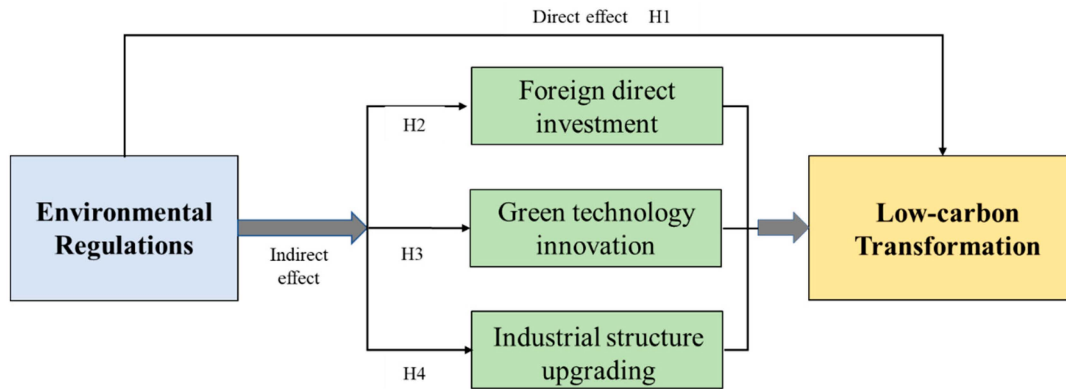 Direct effect H1
Foreign direct
investment
H2
Environmental
Regulations
Indirect
effect
Green technology
innovation
H3
Low-carbon
Transformation
Industrial structure
upgrading
H4